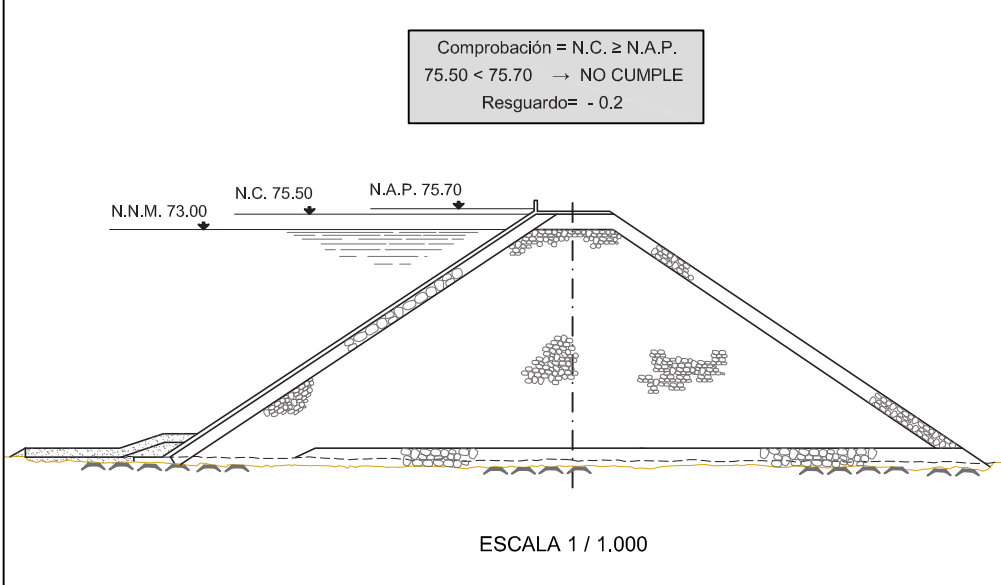 Comprobación = N.C. ≥ N.A.P.
75.50 < 75.70 → NO CUMPLE
Resguardo= - 0.2
N.A.P. 75.70
N.C. 75.50
N.N.M. 73.00
ESCALA 1 / 1.000